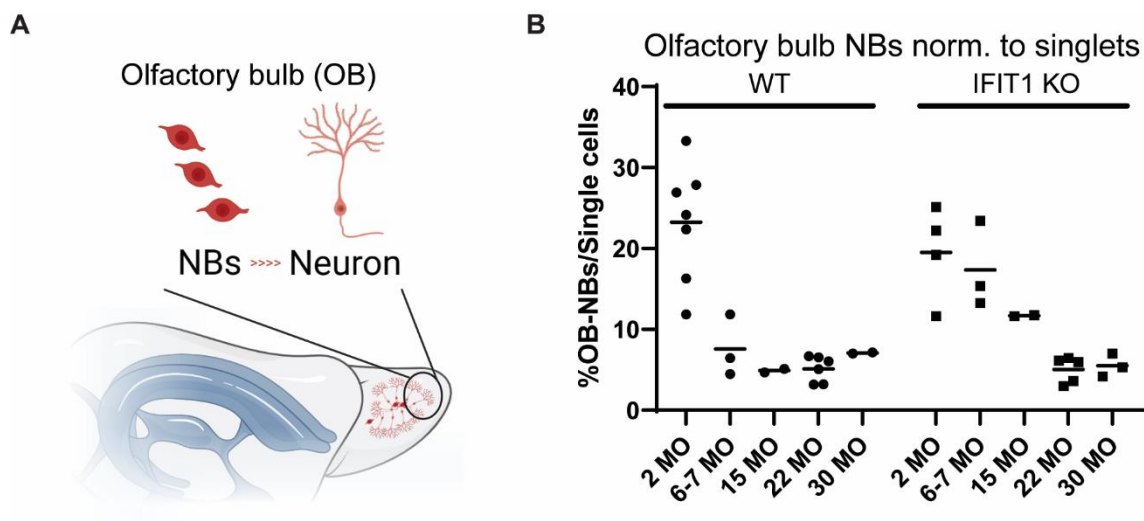 A
Olfactory bulb (OB)
NBs >>>> Neuron
B
Olfactory bulb NBs norm. to singlets
WT
IFIT1 KO
%OB-NBs/Single cells
40
30
20
10
0
2 MO
6-7 MO
15 MO
22 MO
30 MO
2 MO
6-7 MO
15 MO
22 MO
30 MO